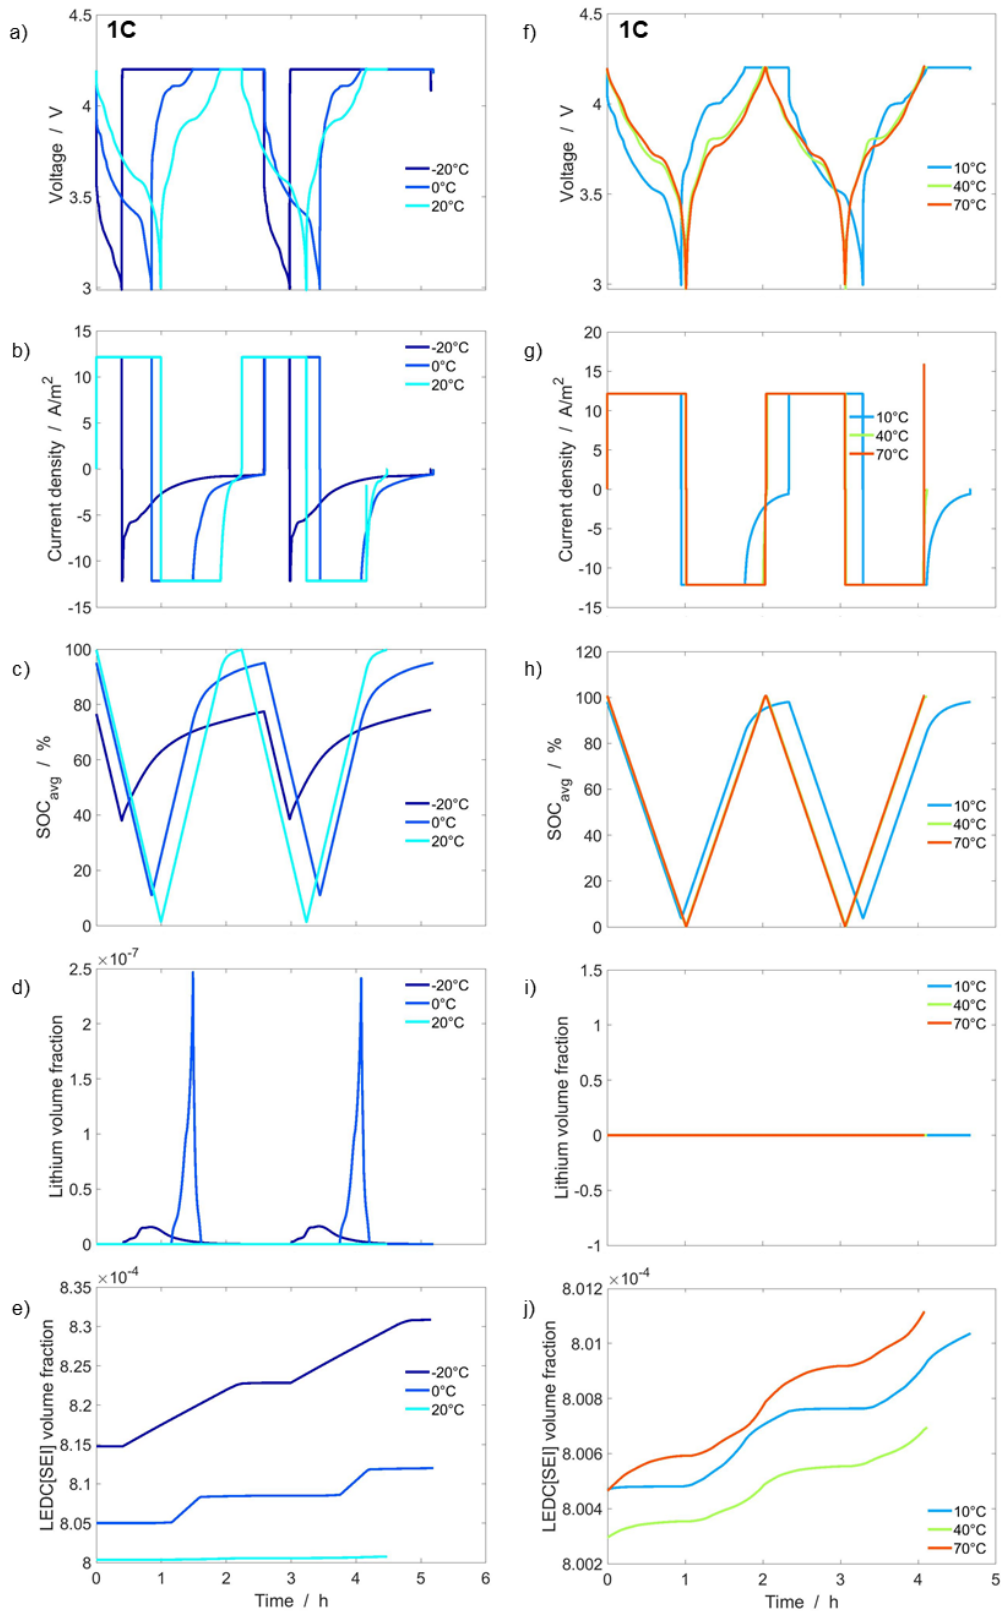 a)
1C
4.5
4
3.5
3
Voltage / V
-20°C
0°C
20°C
f)
1C
4.5
4
3.5
3
Voltage / V
10°C
40°C
70°C
b)
15
10
5
0
-5
-10
-15
Current density / A/m²
-20°C
0°C
20°C
g)
20
15
10
5
0
-5
-10
-15
Current density / A/m²
10°C
40°C
70°C
c)
100
80
60
40
20
0
SOCavg / %
-20°C
0°C
20°C
h)
120
100
80
60
40
20
0
SOCavg / %
10°C
40°C
70°C
d)
×10⁻⁷
2.5
2
1.5
1
0.5
0
Lithium volume fraction
-20°C
0°C
20°C
i)
1.5
1
0.5
0
-0.5
-1
Lithium volume fraction
10°C
40°C
70°C
e)
×10⁻⁴
8.35
8.3
8.25
8.2
8.15
8.1
8.05
8
LEDC[SEI] volume fraction
-20°C
0°C
20°C
0 1 2 3 4 5 6
Time / h
j)
×10⁻⁴
8.012
8.01
8.008
8.006
8.004
8.002
LEDC[SEI] volume fraction
10°C
40°C
70°C
0 1 2 3 4 5
Time / h